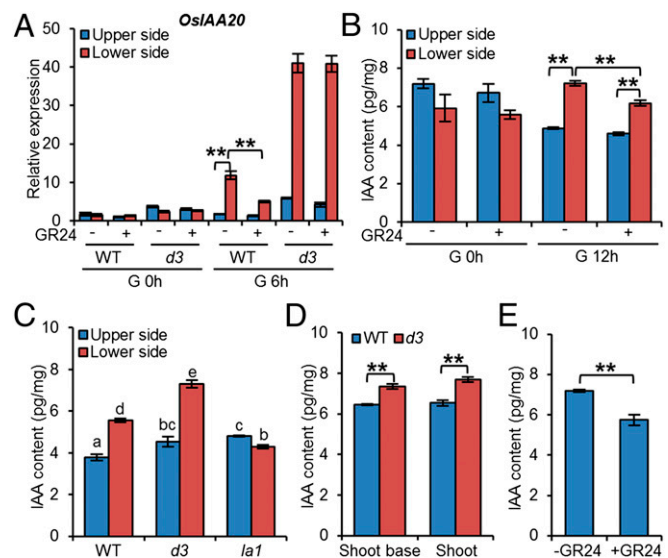 A
OsIAA20
Upper side
Lower side
Relative expression
50
40
30
20
10
0
**
**
GR24
- + - + - + - +
WT d3 WT d3
G 0h G 6h
B
Upper side
Lower side
IAA content (pg/mg)
10
8
6
4
2
0
** **
**
GR24
- + - +
G 0h G 12h
C
Upper side
Lower side
IAA content (pg/mg)
10
8
6
4
2
0
a d bc e c b
WT d3 la1
D
WT d3
IAA content (pg/mg)
10
8
6
4
2
0
** **
Shoot base Shoot
E
IAA content (pg/mg)
10
8
6
4
2
0
**
-GR24 +GR24